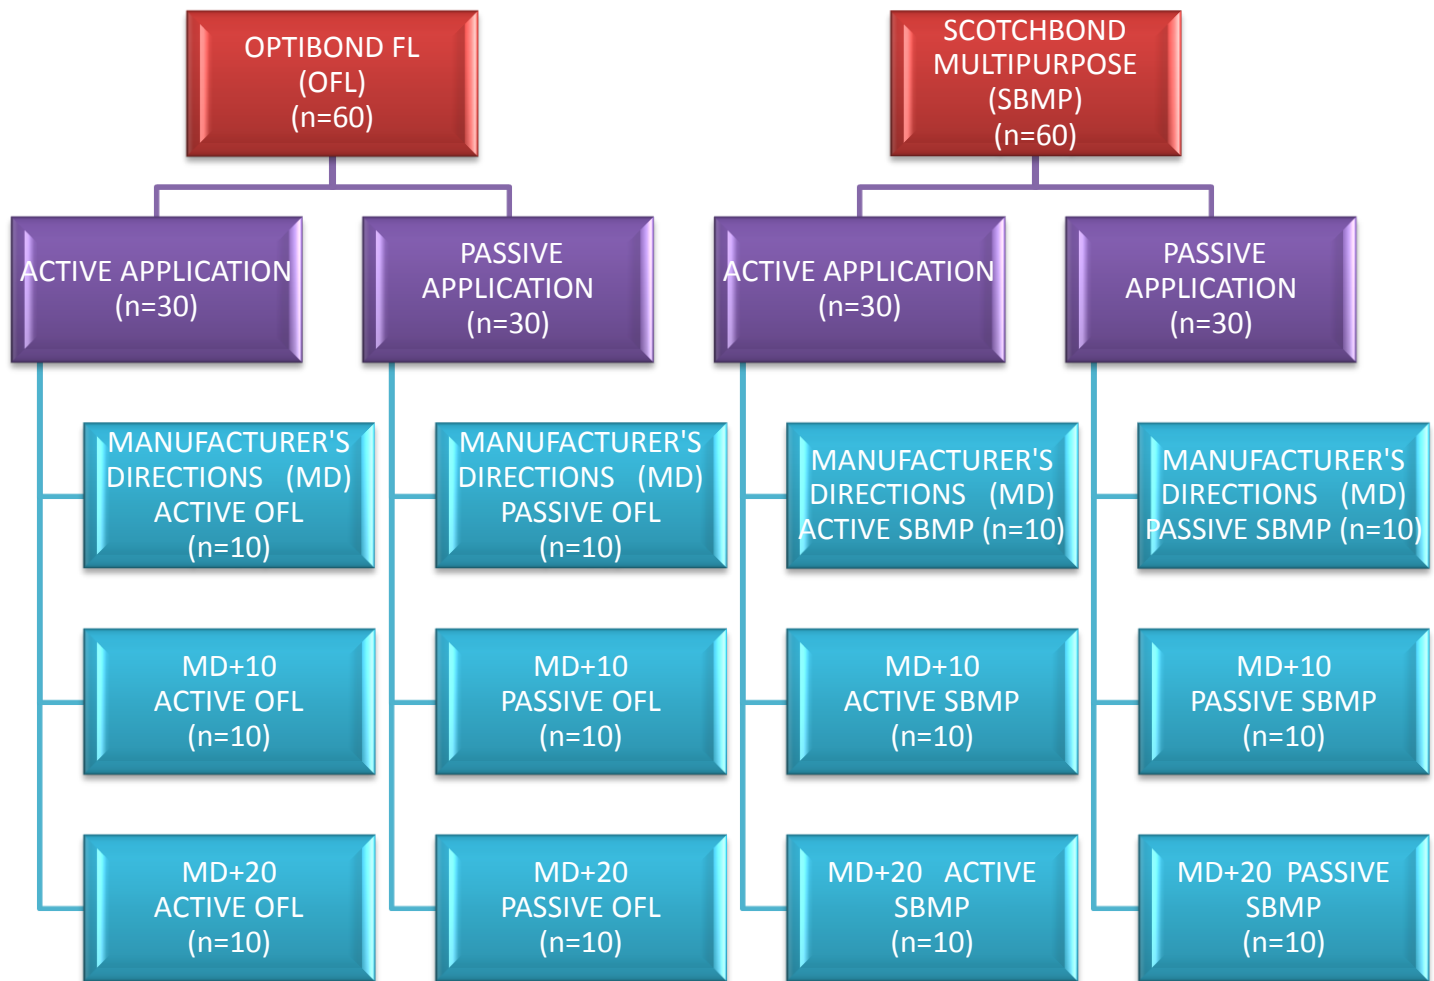 OPTIBOND FL
(OFL)
(n=60)
SCOTCHBOND
MULTIPURPOSE
(SBMP)
(n=60)
ACTIVE APPLICATION
(n=30)
PASSIVE
APPLICATION
(n=30)
ACTIVE APPLICATION
(n=30)
PASSIVE
APPLICATION
(n=30)
MANUFACTURER'S
DIRECTIONS (MD)
ACTIVE OFL
(n=10)
MANUFACTURER'S
DIRECTIONS (MD)
PASSIVE OFL
(n=10)
MANUFACTURER'S
DIRECTIONS (MD)
ACTIVE SBMP (n=10)
MANUFACTURER'S
DIRECTIONS (MD)
PASSIVE SBMP (n=10)
MD+10
ACTIVE OFL
(n=10)
MD+10
PASSIVE OFL
(n=10)
MD+10
ACTIVE SBMP
(n=10)
MD+10
PASSIVE SBMP
(n=10)
MD+20
ACTIVE OFL
(n=10)
MD+20
PASSIVE OFL
(n=10)
MD+20 ACTIVE
SBMP
(n=10)
MD+20 PASSIVE
SBMP
(n=10)